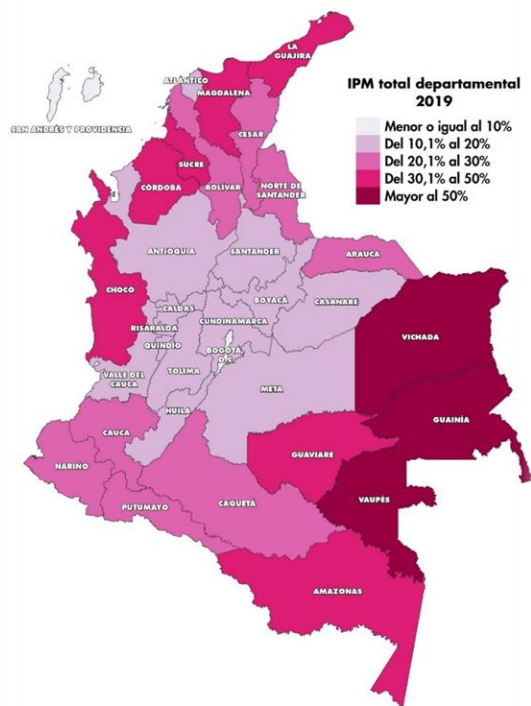 LA
GUAJIRA
ATLÁNTICO
MAGDALENA
IPM total departamental
2019
Menor o igual al 10%
Del 10,1% al 20%
Del 20,1% al 30%
Del 30,1% al 50%
Mayor al 50%
SAN ANDRÉS Y PROVIDENCIA
CESAR
SUCRE
CÓRDOBA
BOLÍVAR
NORTE DE
SANTANDER
ANTIOQUIA
SANTANDER
ARAUCA
CHOCÓ
CALDAS
BOYACA
CASANARE
RISARALDA
CUNDINAMARCA
QUINDÍO
BOGOTÁ,
D.C.
VICHADA
VALLE DEL
CAUCA
TOLIMA
META
HUILA
GUAINÍA
CAUCA
GUAVIARE
NARIÑO
VAUPÉS
PUTUMAYO
CAQUETÁ
AMAZONAS